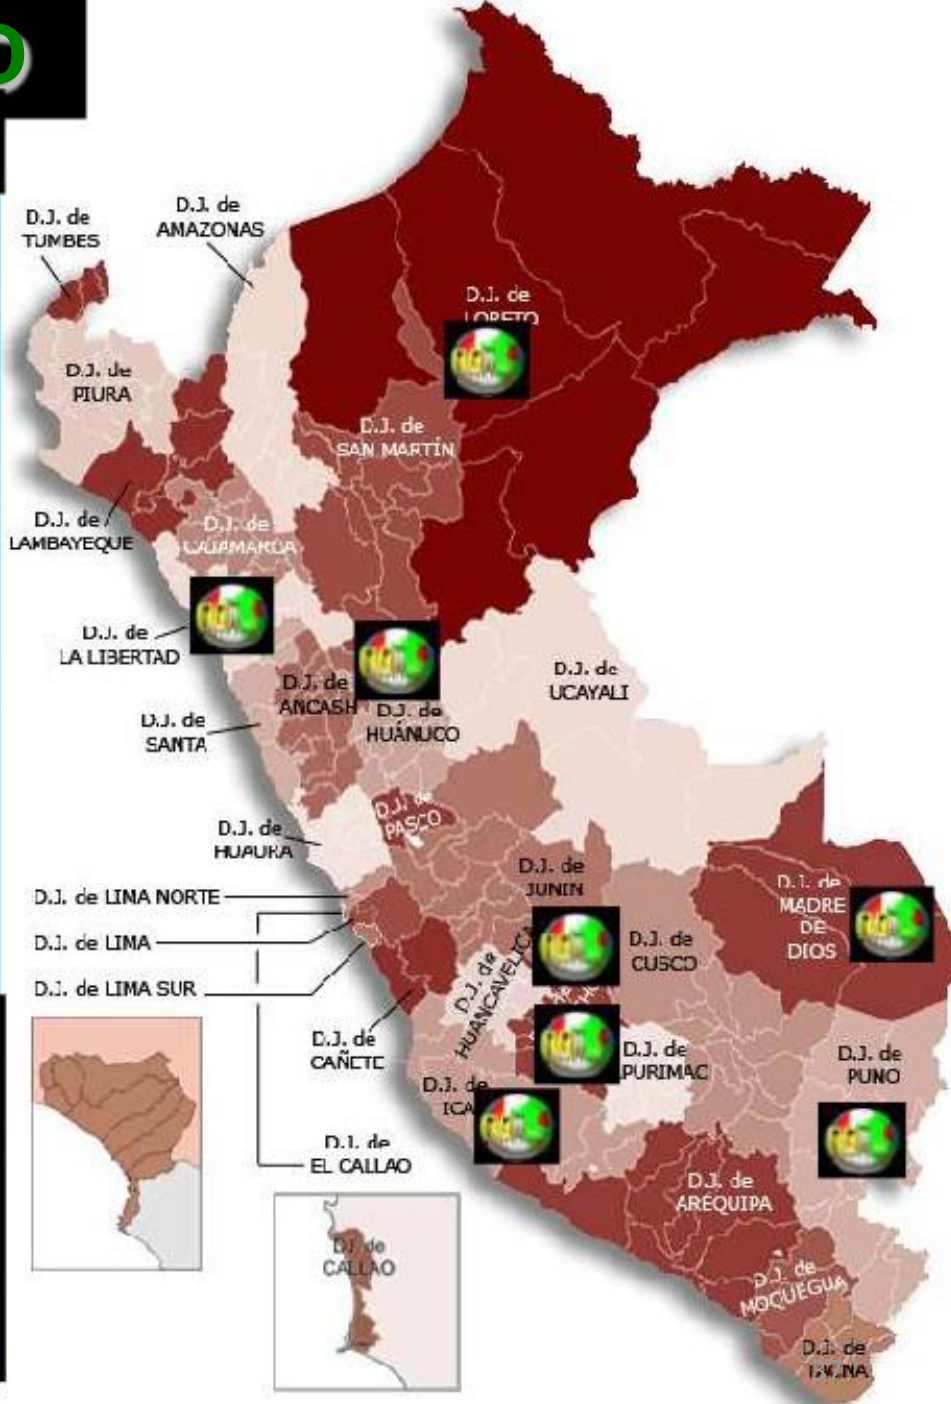 O
D.J. de
AMAZONAS
D.J. de
TUMBES
D.J. de
LORETO
D.J. de
PIURA
D.J. de
SAN MARTÍN
D.J. de
LAMBAYEQUE
D.J. de
CAJAMARCA
D.J. de
LA LIBERTAD
D.J. de
UCAYALI
D.J. de
ANCASH
D.J. de
HUÁNUCO
D.J. de
SANTA
D.J. de
PASCO
D.J. de
HUAURA
D.J. de
JUNIN
D.J. de
MADRE
DE
DIOS
D.J. de LIMA NORTE
D.J. de LIMA
D.J. de
CUSCO
D.J. de
HUANCAVELICA
D.J. de LIMA SUR
D.J. de
CAÑETE
D.J. de
PURIMAC
D.J. de
PUNO
D.J. de
ICA
D.J. de
EL CALLAO
D.J. de
AREQUIPA
D.J. de
CALLAO
D.J. de
MOQUEGUA
D.J. de
TACNA